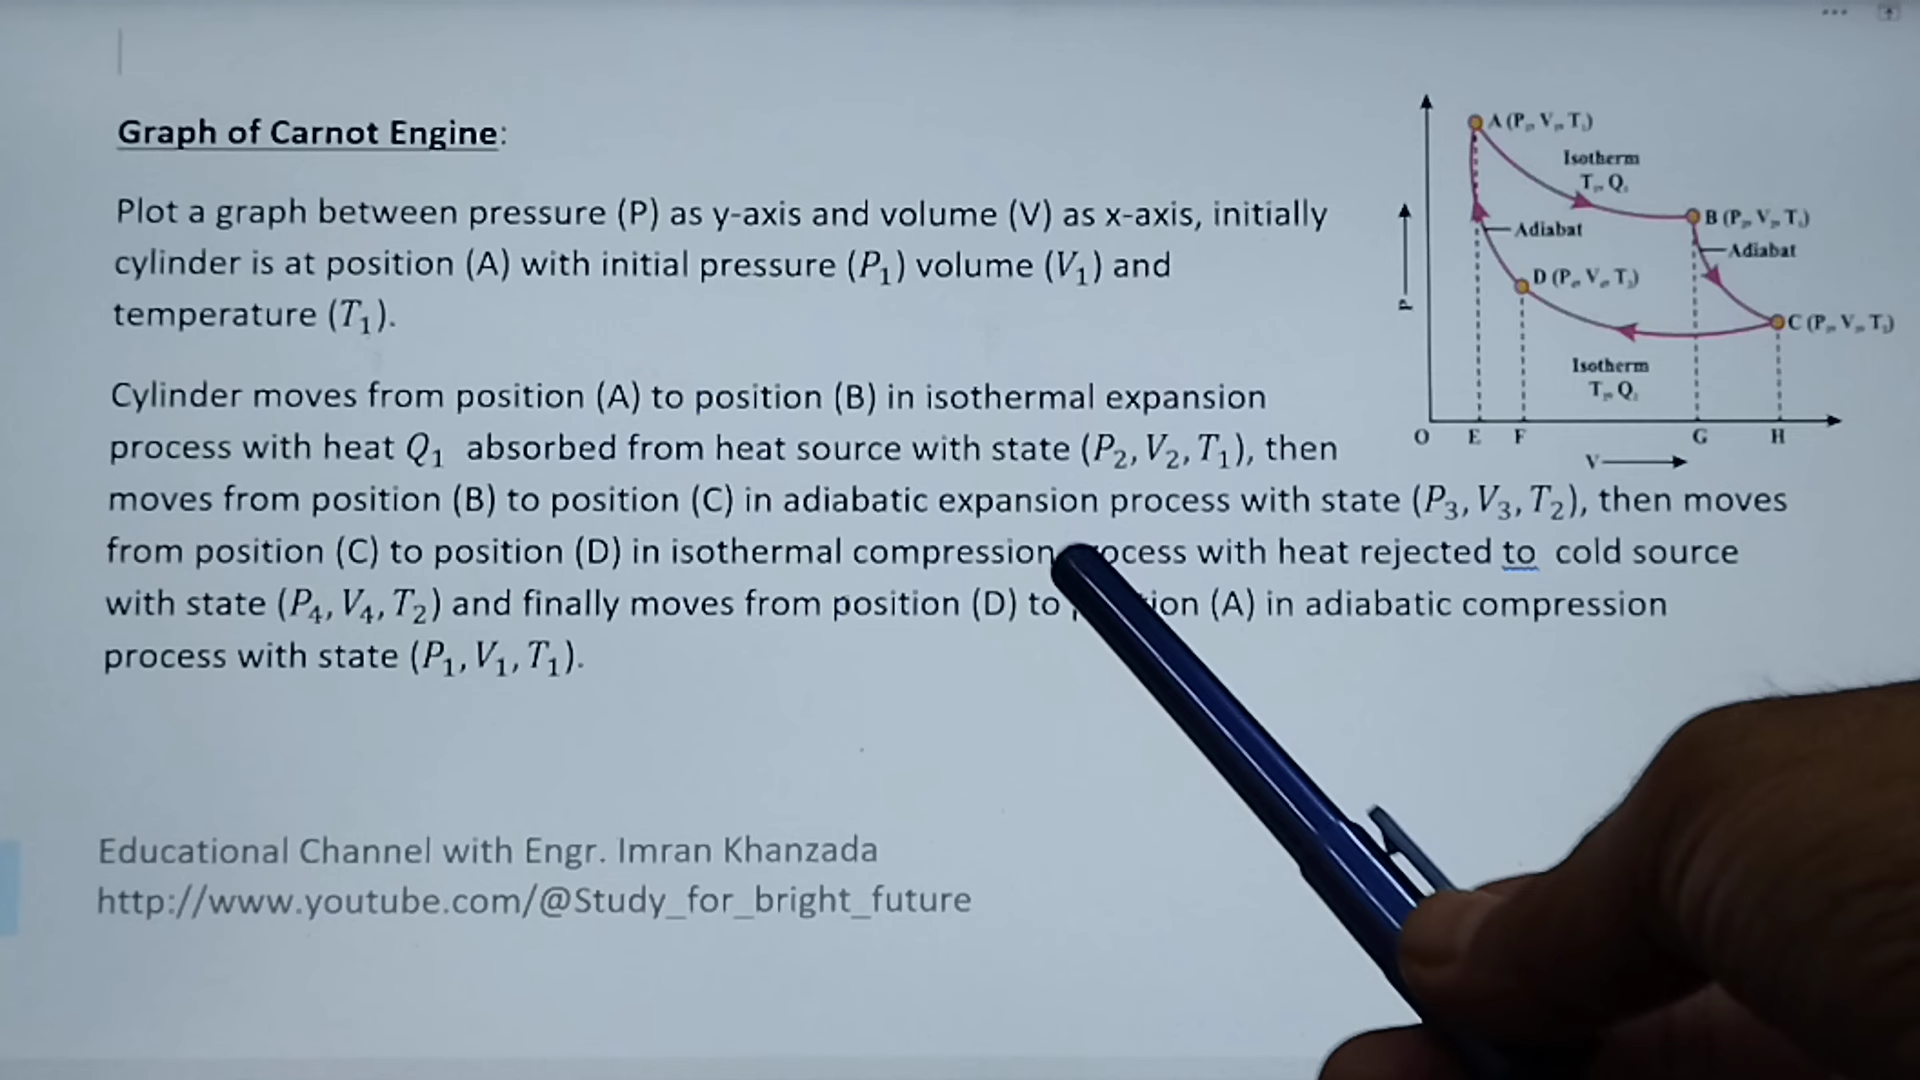 Graph of Carnot Engine:
Plot a graph between pressure (P) as y-axis and volume (V) as x-axis, initially
cylinder is at position (A) with initial pressure (P₁) volume (V₁) and
temperature (T₁).
Cylinder moves from position (A) to position (B) in isothermal expansion
process with heat Q₁ absorbed from heat source with state (P₂, V₂, T₁), then
moves from position (B) to position (C) in adiabatic expansion process with state (P₃, V₃, T₂), then moves
from position (C) to position (D) in isothermal compression with heat rejected to cold source
with state (P₄, V₄, T₂) and finally moves from position (D) to (A) in adiabatic compression
process with state (P₁, V₁, T₁).
A
Isotherm
B
Adiabat
Adiabat
D
C
Isotherm
P
O E F G H
V
Educational Channel with Engr. Imran Khanzada
http://www.youtube.com/@Study_for_bright_future